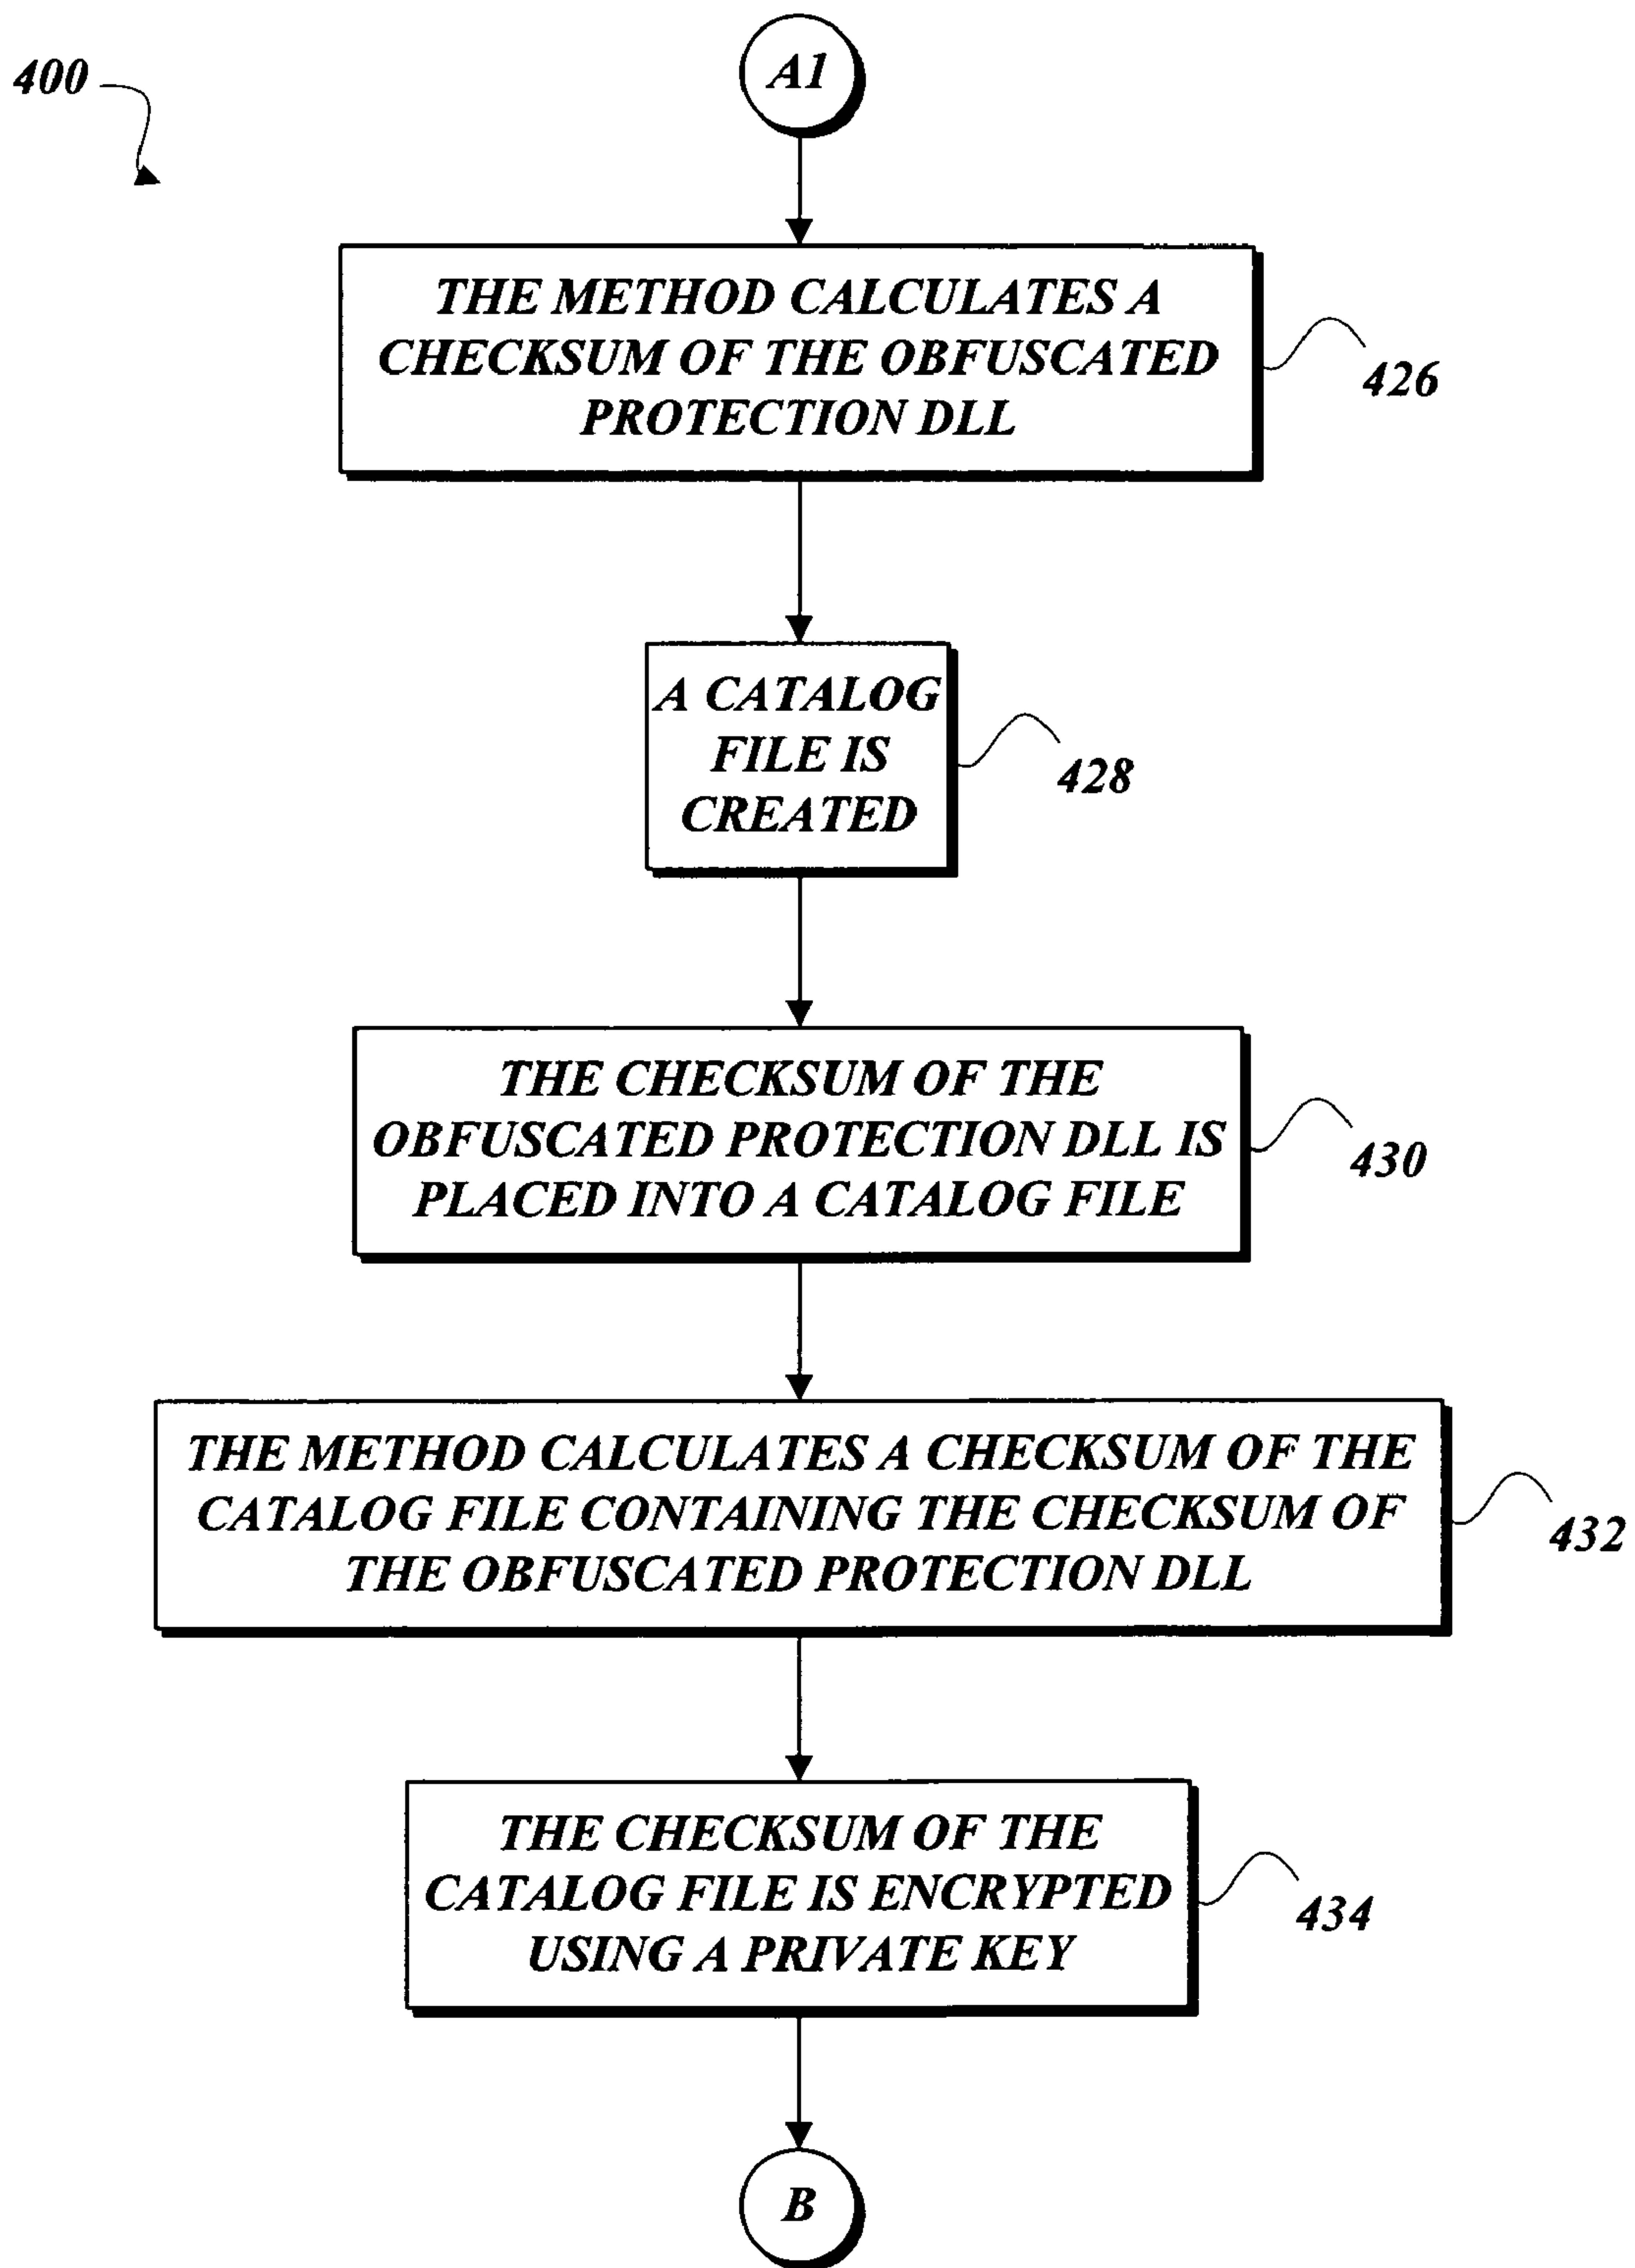 400
A1
THE METHOD CALCULATES A
CHECKSUM OF THE OBFUSCATED
PROTECTION DLL
426
A CATALOG
FILE IS
CREATED
428
THE CHECKSUM OF THE
OBFUSCATED PROTECTION DLL IS
PLACED INTO A CATALOG FILE
430
THE METHOD CALCULATES A CHECKSUM OF THE
CATALOG FILE CONTAINING THE CHECKSUM OF
THE OBFUSCATED PROTECTION DLL
432
THE CHECKSUM OF THE
CATALOG FILE IS ENCRYPTED
USING A PRIVATE KEY
434
B